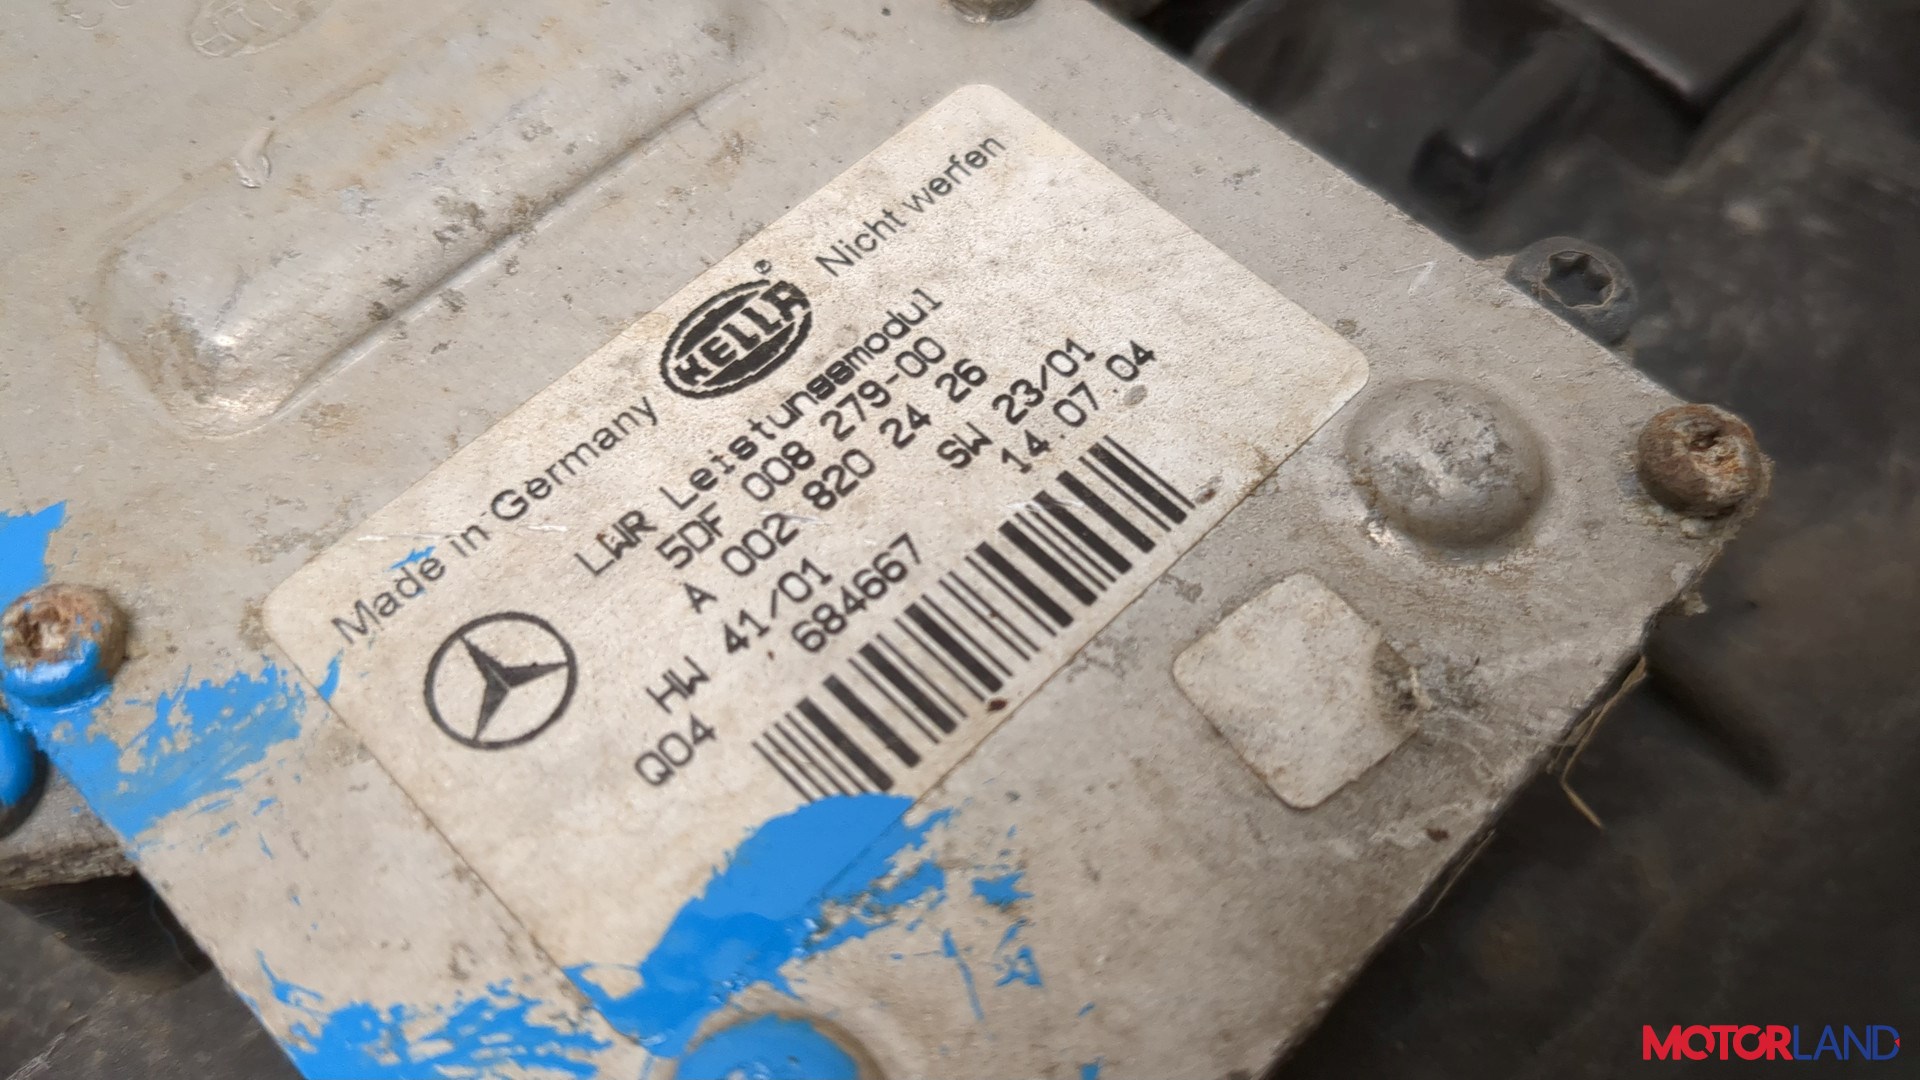 Made in Germany HELLA® Nicht werfen
LWR Leistungsmodul
5DF 008 279-00
A 002 820 24 26
HW 41/01 SW 23/01
Q04 684667 14.07.04
MOTORLAND